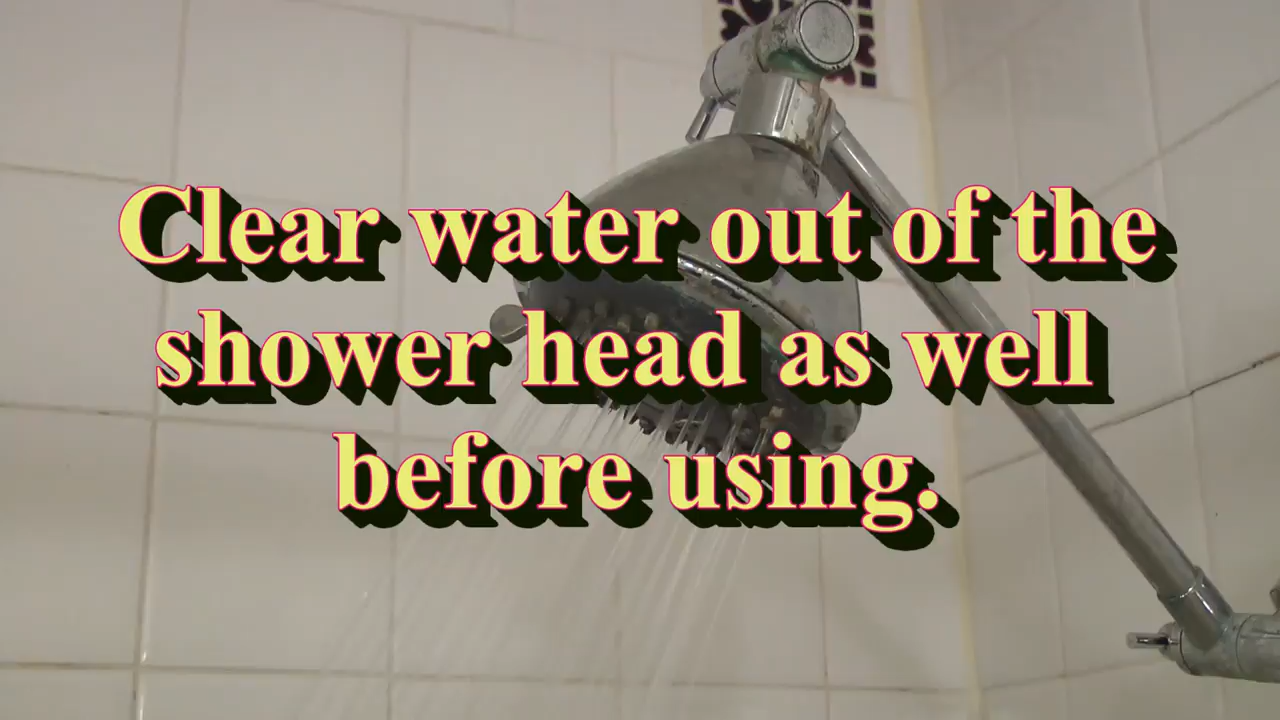 Clear water out of the
shower head as well
before using.